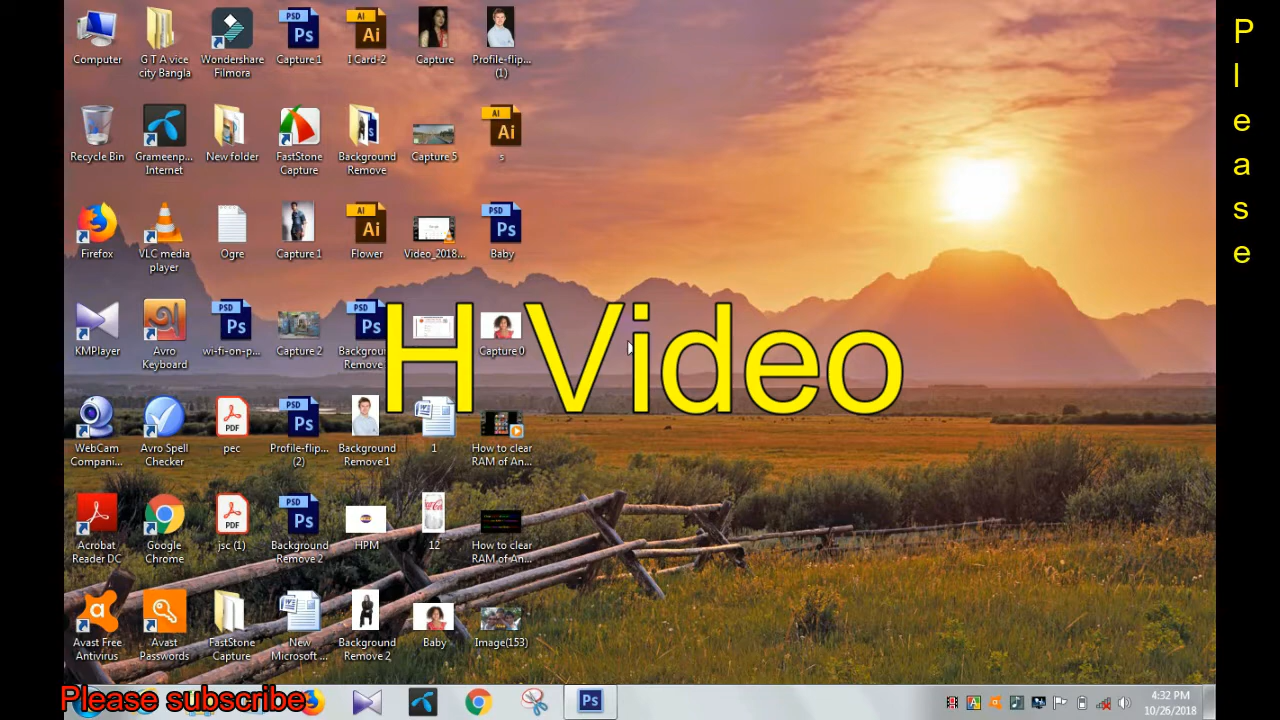 Computer
G T A vice
city Bangla
Wondershare
Filmora
Capture 1
I Card-2
Capture
Profile-flip...
(1)
Recycle Bin
Grameenp...
Internet
New folder
FastStone
Capture
Background
Remove
Capture 5
s
Firefox
VLC media
player
Ogre
Capture 1
Flower
Video_2018...
Baby
KMPlayer
Avro
Keyboard
wi-fi-on-p...
Capture 2
Backgroun
Remove
Capture 0
H Video
WebCam
Compani...
Avro Spell
Checker
pec
Profile-flip...
(2)
Background
Remove 1
1
How to clear
RAM of An...
Acrobat
Reader DC
Google
Chrome
jsc (1)
Background
Remove 2
HPM
12
How to clear
RAM of An...
Avast Free
Antivirus
Avast
Passwords
FastStone
Capture
New
Microsoft ...
Background
Remove 2
Baby
Image(153)
Please subscribe
4:32 PM
10/26/2018
P
l
e
a
s
e